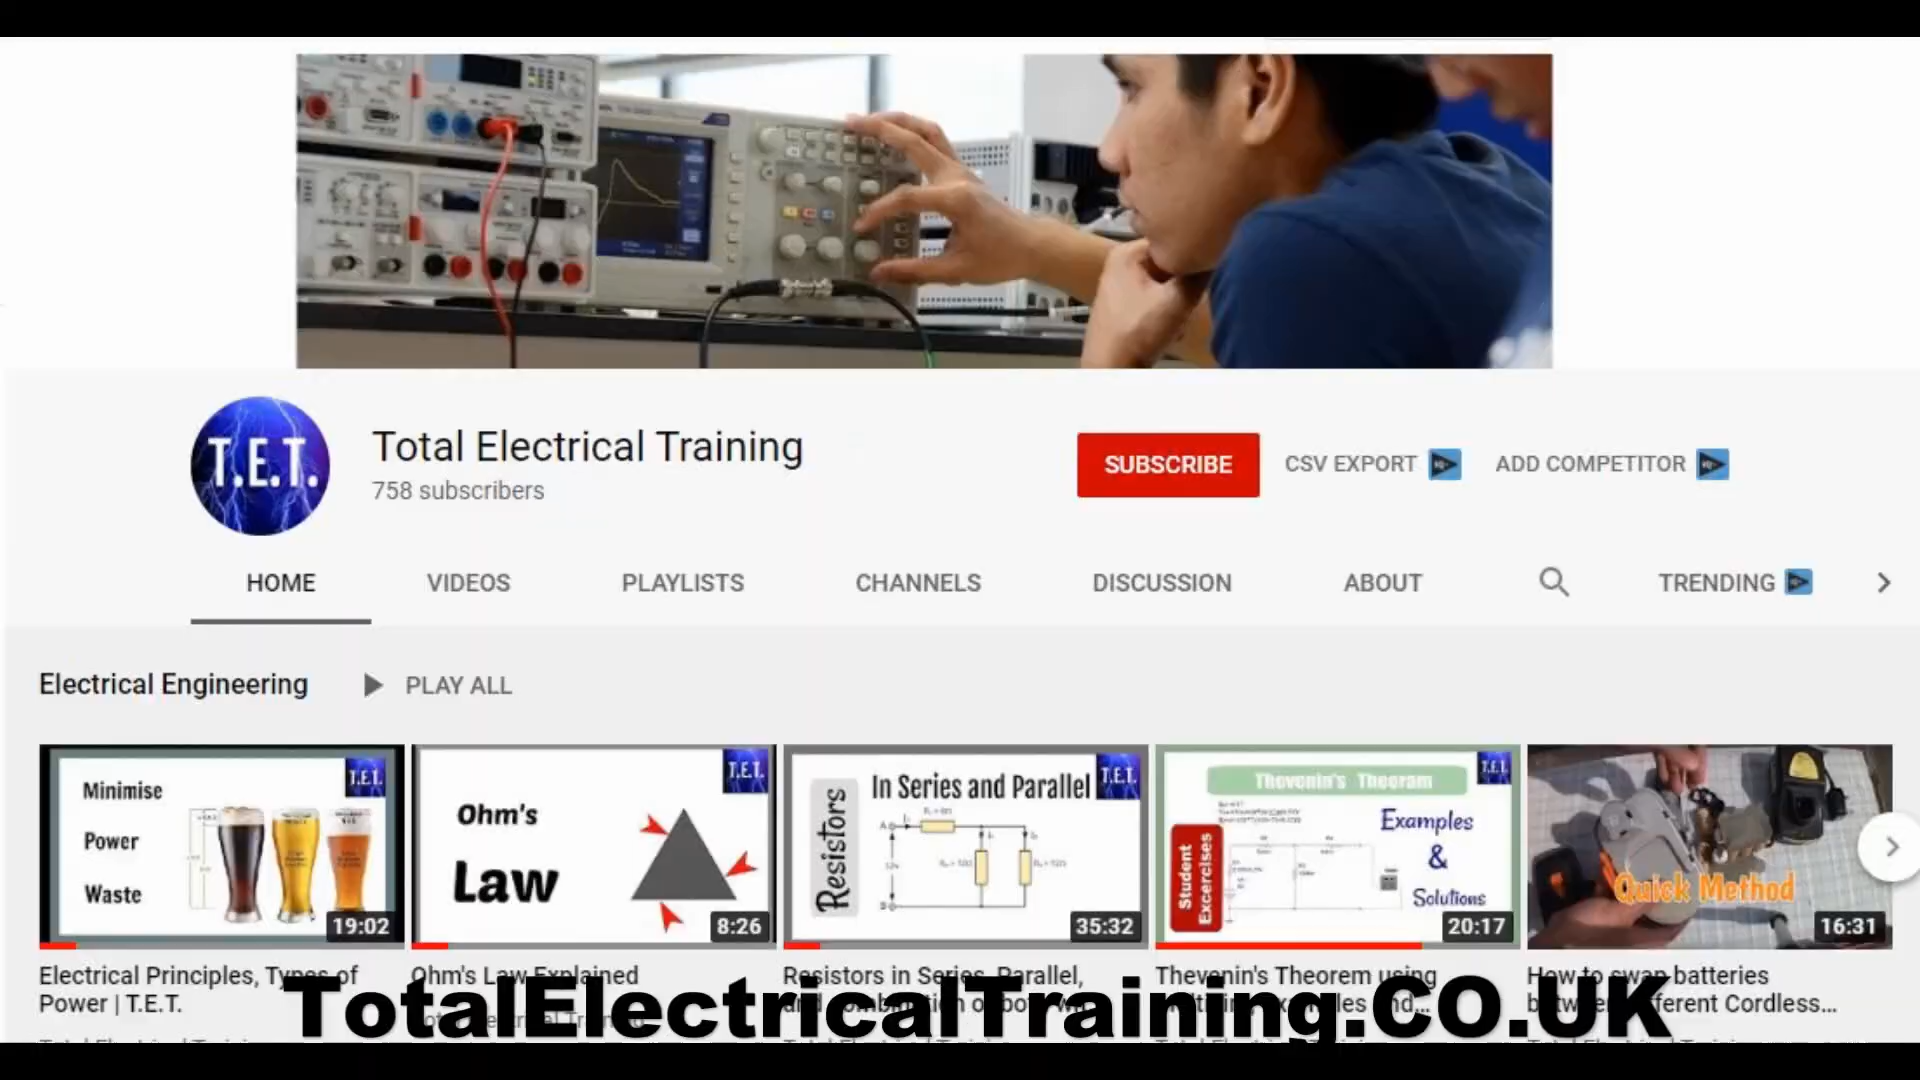 Total Electrical Training
758 subscribers
SUBSCRIBE
CSV EXPORT
ADD COMPETITOR
T.E.T.
HOME
VIDEOS
PLAYLISTS
CHANNELS
DISCUSSION
ABOUT
TRENDING
Electrical Engineering
PLAY ALL
Minimise
Power
Waste
T.E.T.
19:02
Ohm's
Law
T.E.T.
8:26
Resistors
In Series and Parallel
T.E.T.
35:32
Thevenin's Theoram
T.E.T.
Student
Excercises
Examples
&
Solutions
20:17
Quick Method
16:31
Electrical Principles, Types of
Power | T.E.T.
Ohm's Law Explained
Resistors in Series, Parallel,
Thevenin's Theorem using
How to swap batteries
between different Cordless...
TotalElectricalTraining.CO.UK